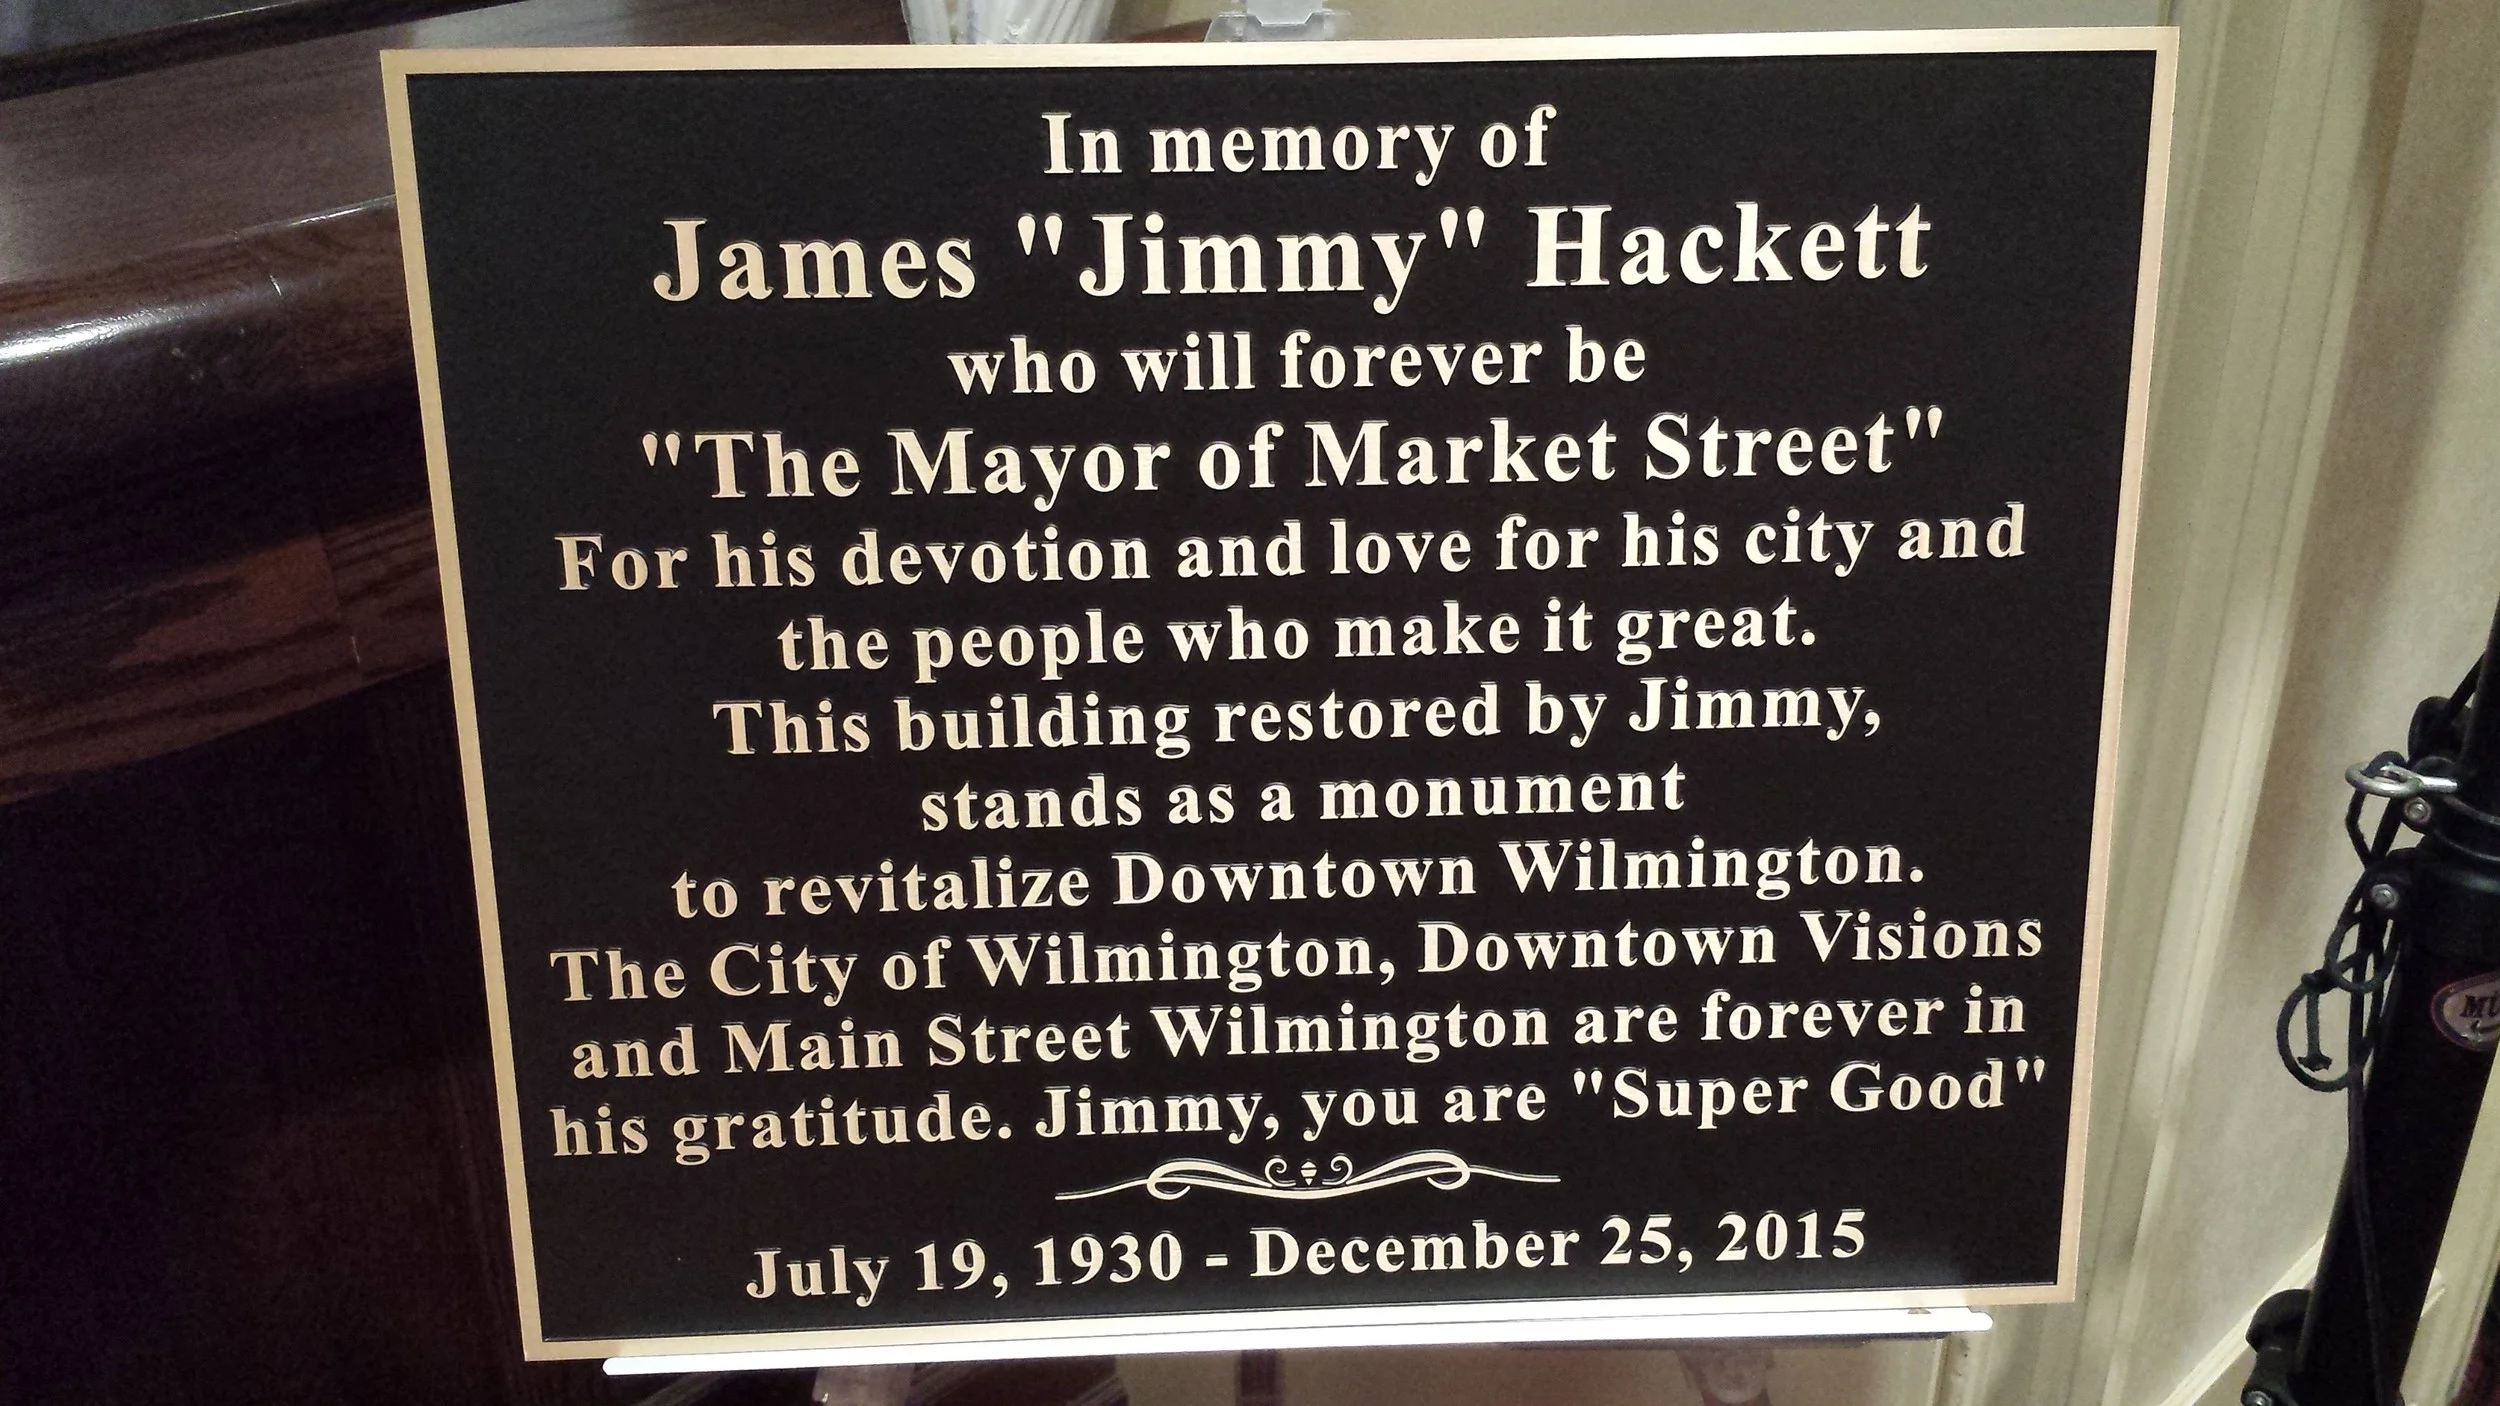 In memory of
James "Jimmy" Hackett
who will forever be
"The Mayor of Market Street"
For his devotion and love for his city and
the people who make it great.
This building restored by Jimmy,
stands as a monument
to revitalize Downtown Wilmington.
The City of Wilmington, Downtown Visions
and Main Street Wilmington are forever in
his gratitude. Jimmy, you are "Super Good"
July 19, 1930 - December 25, 2015